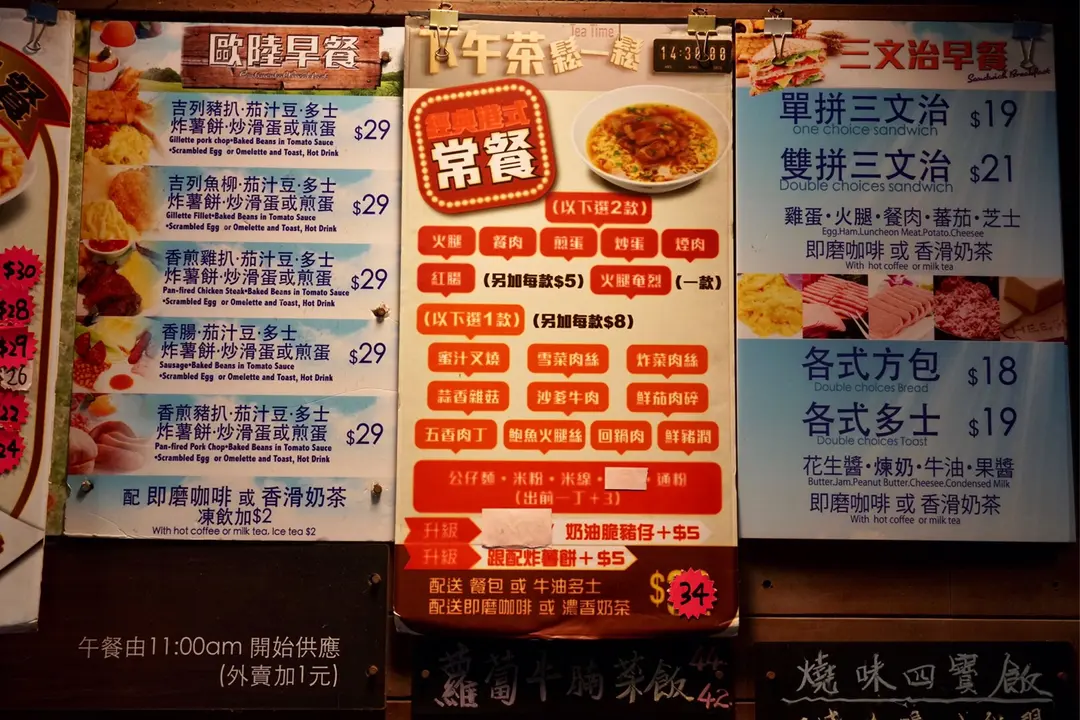 餐
$30
$28
$29
$26
22
24
歐陸早餐
吉列豬扒·茄汁豆·多士
炸薯餅·炒滑蛋或煎蛋
$29
Gillette pork chop•Baked Beans in Tomato Sauce
•Scrambled Egg or Omelette and Toast, Hot Drink
吉列魚柳·茄汁豆·多士
炸薯餅·炒滑蛋或煎蛋
$29
Gillette Fillet•Baked Beans in Tomato Sauce
•Scrambled Egg or Omelette and Toast, Hot Drink
香煎雞扒·茄汁豆·多士
炸薯餅·炒滑蛋或煎蛋
$29
Pan-fired Chicken Steak•Baked Beans in Tomato Sauce
•Scrambled Egg or Omelette and Toast, Hot Drink
香腸·茄汁豆·多士
炸薯餅·炒滑蛋或煎蛋
$29
Sausage•Baked Beans in Tomato Sauce
•Scrambled Egg or Omelette and Toast, Hot Drink
香煎豬扒·茄汁豆·多士
炸薯餅·炒滑蛋或煎蛋
$29
Pan-fired Pork Chop•Baked Beans in Tomato Sauce
•Scrambled Egg or Omelette and Toast, Hot Drink
配 即磨咖啡 或 香滑奶茶
凍飲加$2
With hot coffee or milk tea, Ice tea $2
午餐由11:00am 開始供應
(外賣加1元)
Tea Time
下午茶鬆一鬆
14:30:00
經典港式
常餐
(以下選2款)
火腿 餐肉 煎蛋 炒蛋 煙肉
紅腸 (另加每款$5) 火腿奄烈 (一款)
(以下選1款) (另加每款$8)
蜜汁叉燒 雪菜肉絲 炸菜肉絲
蒜香雜菇 沙爹牛肉 鮮茄肉碎
五香肉丁 鮑魚火腿絲 回鍋肉 鮮豬潤
公仔麵·米粉·米線· 通粉
(出前一丁+3)
升級 奶油脆豬仔+$5
升級 跟配炸薯餅+$5
配送 餐包 或 牛油多士
配送即磨咖啡 或 濃香奶茶
$34
蘿蔔牛腩菜飯 44
42
三文治早餐
Sandwich Breakfast
單拼三文治 $19
one choice sandwich
雙拼三文治 $21
Double choices sandwich
雞蛋·火腿·餐肉·蕃茄·芝士
Egg.Ham.Luncheon Meat.Potato.Cheesee
即磨咖啡 或 香滑奶茶
With hot coffee or milk tea
各式方包 $18
Double choices Bread
各式多士 $19
Double choices Toast
花生醬·煉奶·牛油·果醬
Butter.Jam.Peanut Butter.Cheesee.Condensed Milk
即磨咖啡 或 香滑奶茶
With hot coffee or milk tea
燒味四寶飯